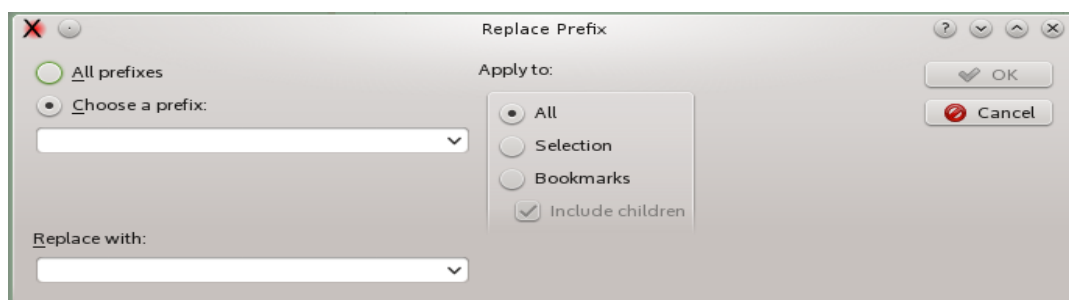 Replace Prefix
All prefixes
Choose a prefix:
Apply to:
All
Selection
Bookmarks
Include children
OK
Cancel
Replace with: